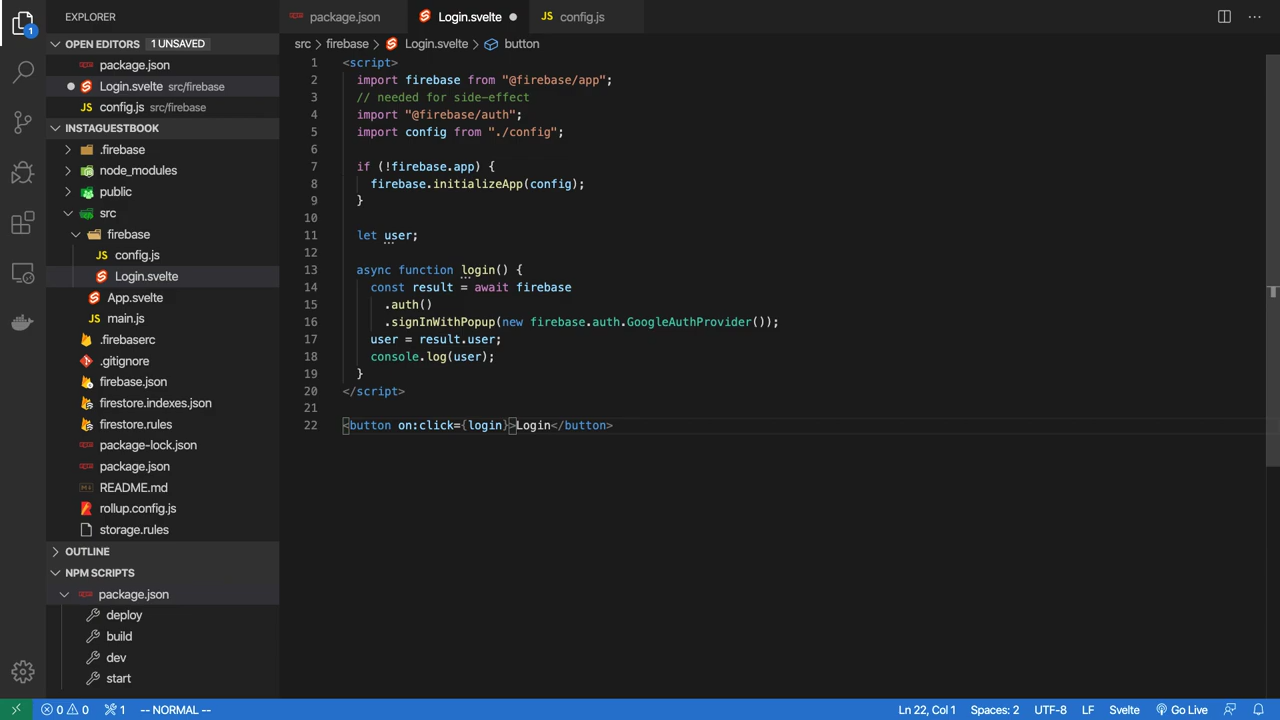 EXPLORER
OPEN EDITORS 1 UNSAVED
package.json
Login.svelte src/firebase
JS config.js src/firebase
INSTAGUESTBOOK
.firebase
node_modules
public
src
firebase
JS config.js
Login.svelte
App.svelte
JS main.js
.firebaserc
.gitignore
firebase.json
firestore.indexes.json
firestore.rules
package-lock.json
package.json
README.md
rollup.config.js
storage.rules
OUTLINE
NPM SCRIPTS
package.json
deploy
build
dev
start
package.json Login.svelte JS config.js
src > firebase > Login.svelte > button
1 <script>
2 import firebase from "@firebase/app";
3 // needed for side-effect
4 import "@firebase/auth";
5 import config from "./config";
6
7 if (!firebase.app) {
8 firebase.initializeApp(config);
9 }
10
11 let user;
12
13 async function login() {
14 const result = await firebase
15 .auth()
16 .signInWithPopup(new firebase.auth.GoogleAuthProvider());
17 user = result.user;
18 console.log(user);
19 }
20 </script>
21
22 <button on:click={login}>Login</button>
1
0 0 1 -- NORMAL -- Ln 22, Col 1 Spaces: 2 UTF-8 LF Svelte Go Live